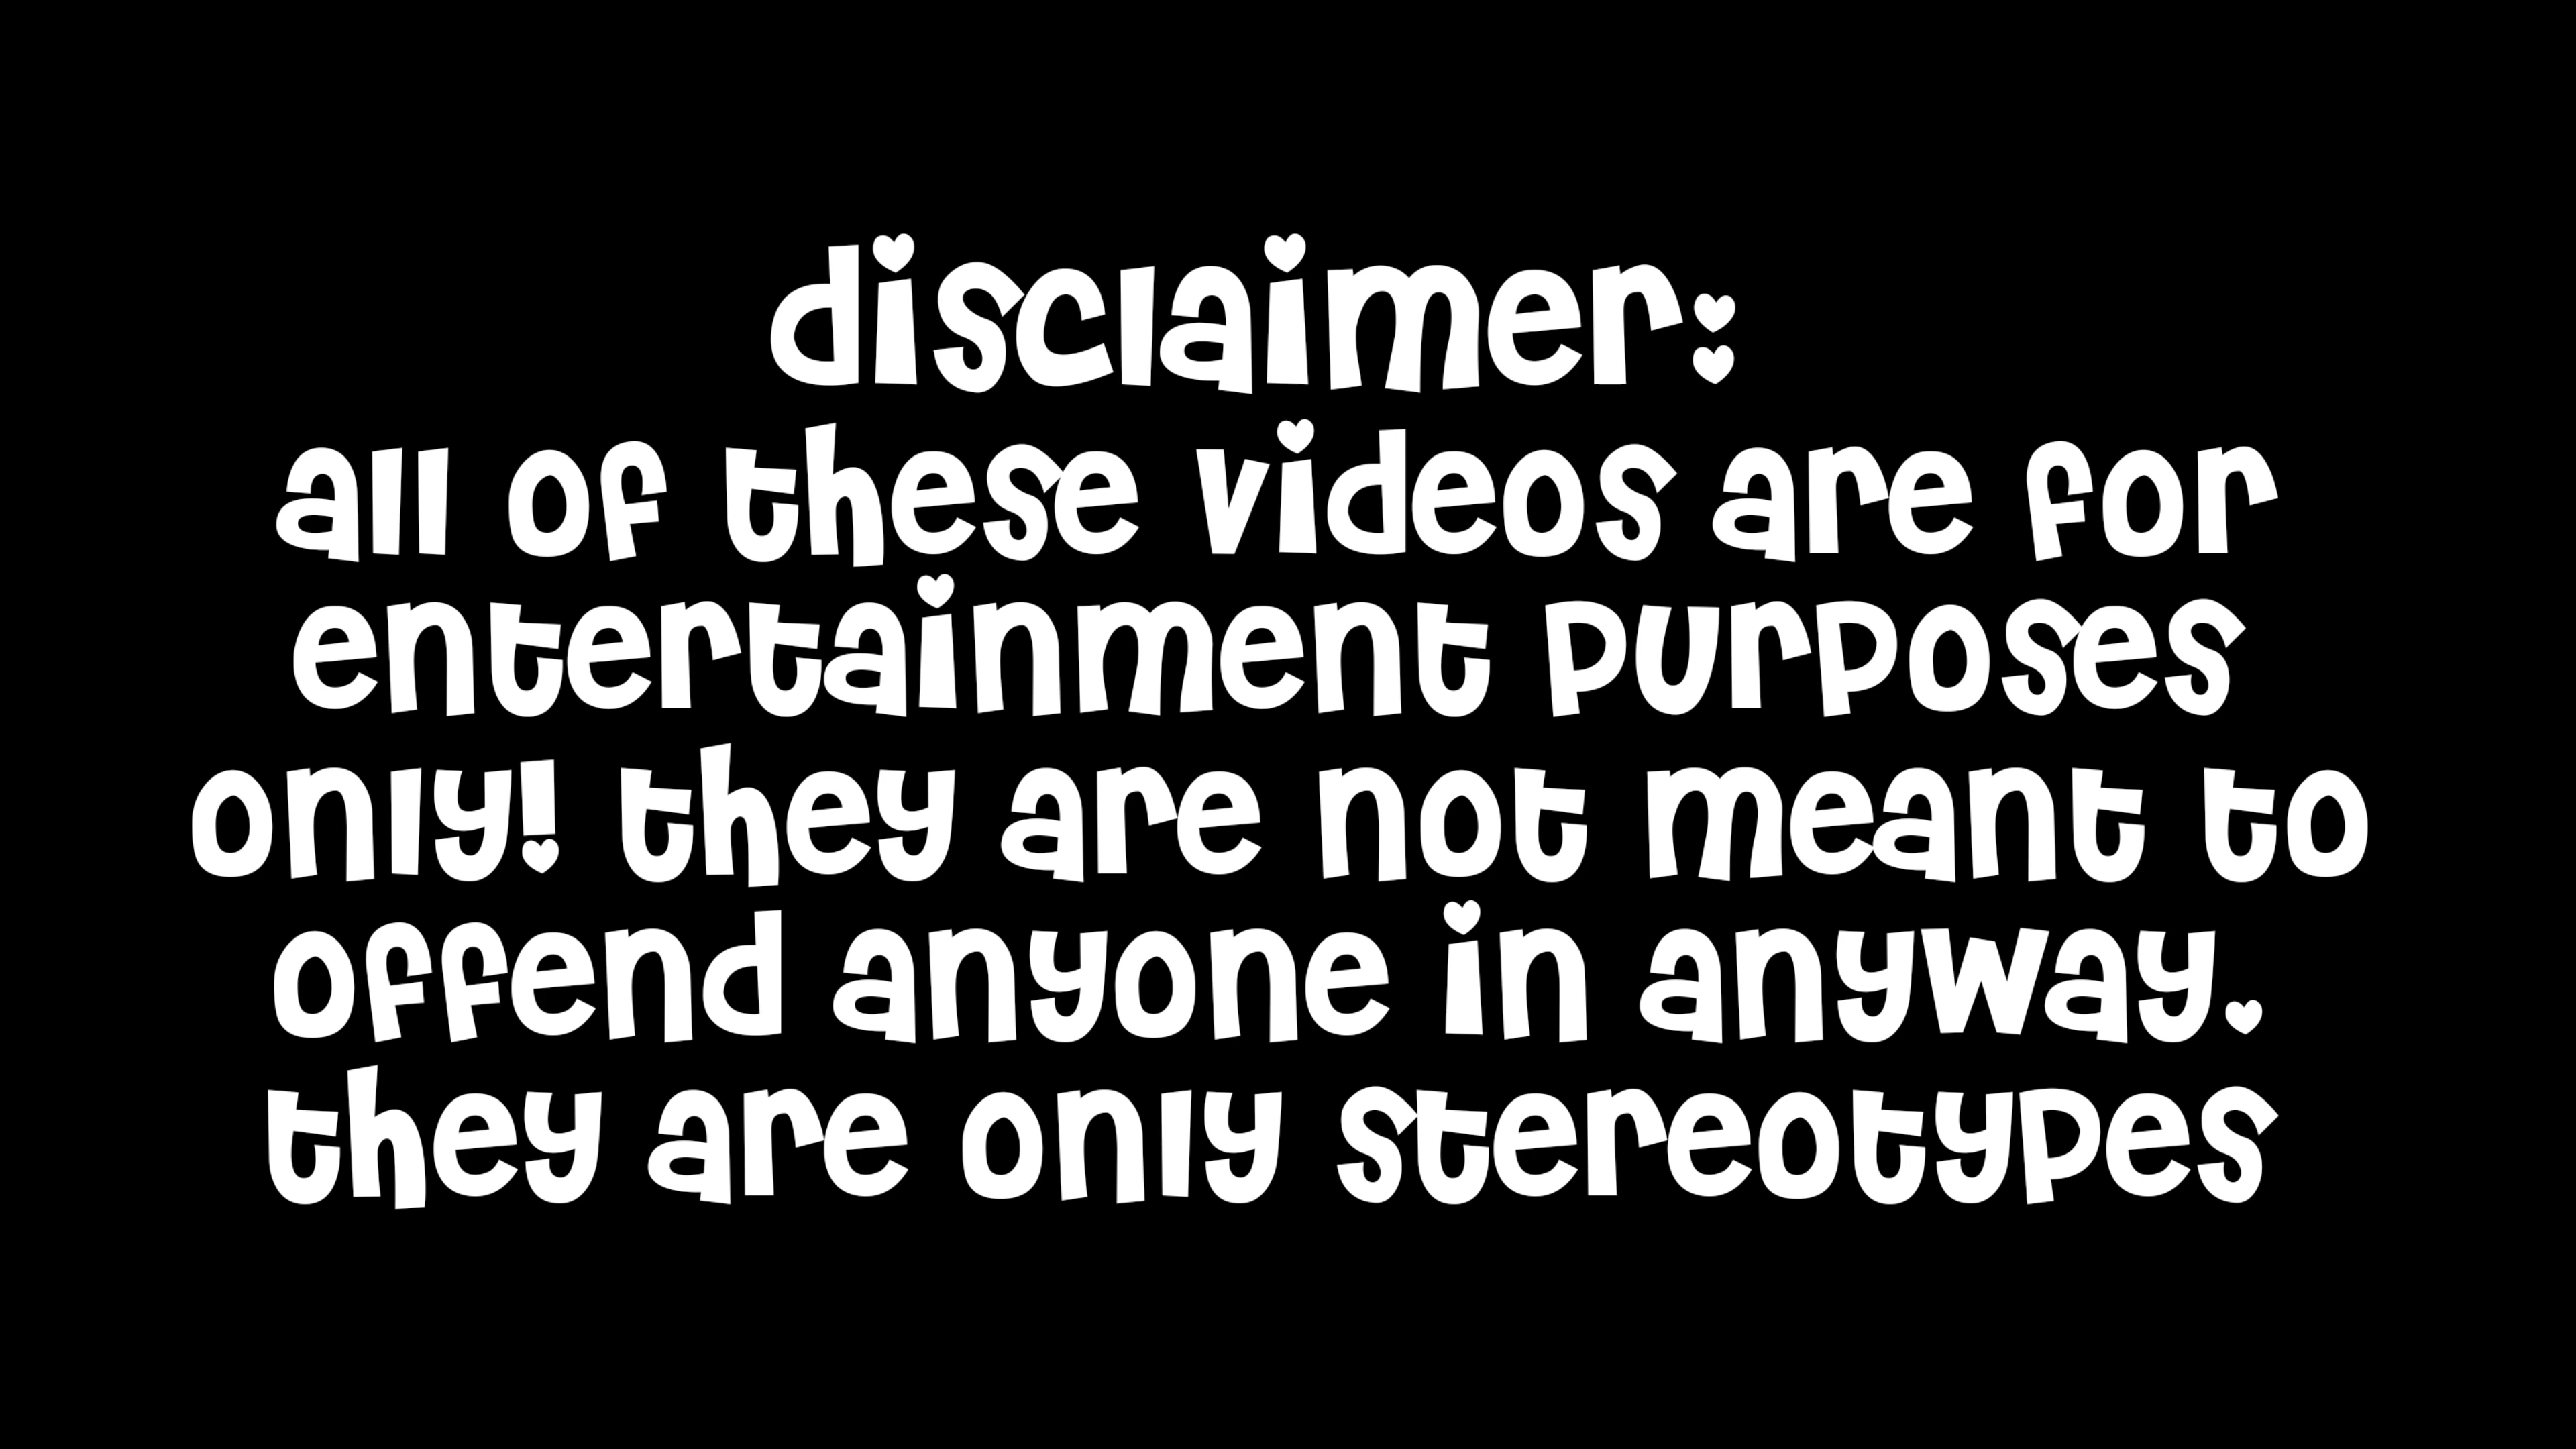 disclaimer:
all of these videos are for
entertainment purposes
only! they are not meant to
offend anyone in anyway.
they are only stereotypes